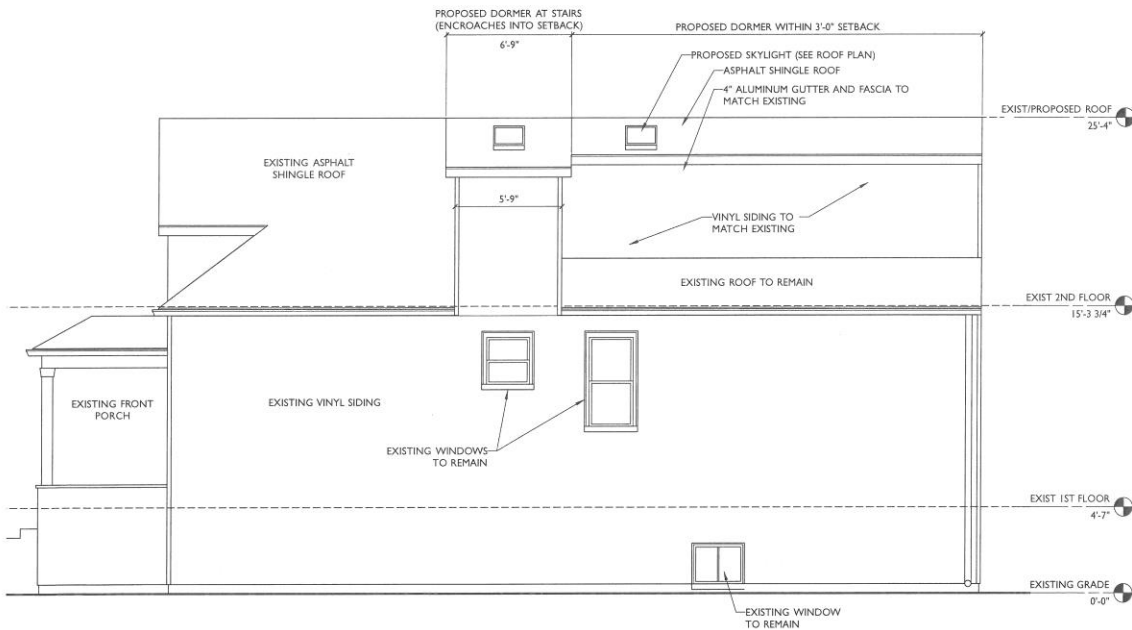 PROPOSED DORMER AT STAIRS
(ENCROACHES INTO SETBACK)
6'-9"
PROPOSED DORMER WITHIN 3'-0" SETBACK
PROPOSED SKYLIGHT (SEE ROOF PLAN)
ASPHALT SHINGLE ROOF
4" ALUMINUM GUTTER AND FASCIA TO
MATCH EXISTING
EXIST/PROPOSED ROOF
25'-4"
EXISTING ASPHALT
SHINGLE ROOF
5'-9"
VINYL SIDING TO
MATCH EXISTING
EXISTING ROOF TO REMAIN
EXIST 2ND FLOOR
15'-3 3/4"
EXISTING FRONT
PORCH
EXISTING VINYL SIDING
EXISTING WINDOWS
TO REMAIN
EXIST 1ST FLOOR
4'-7"
EXISTING GRADE
0'-0"
EXISTING WINDOW
TO REMAIN